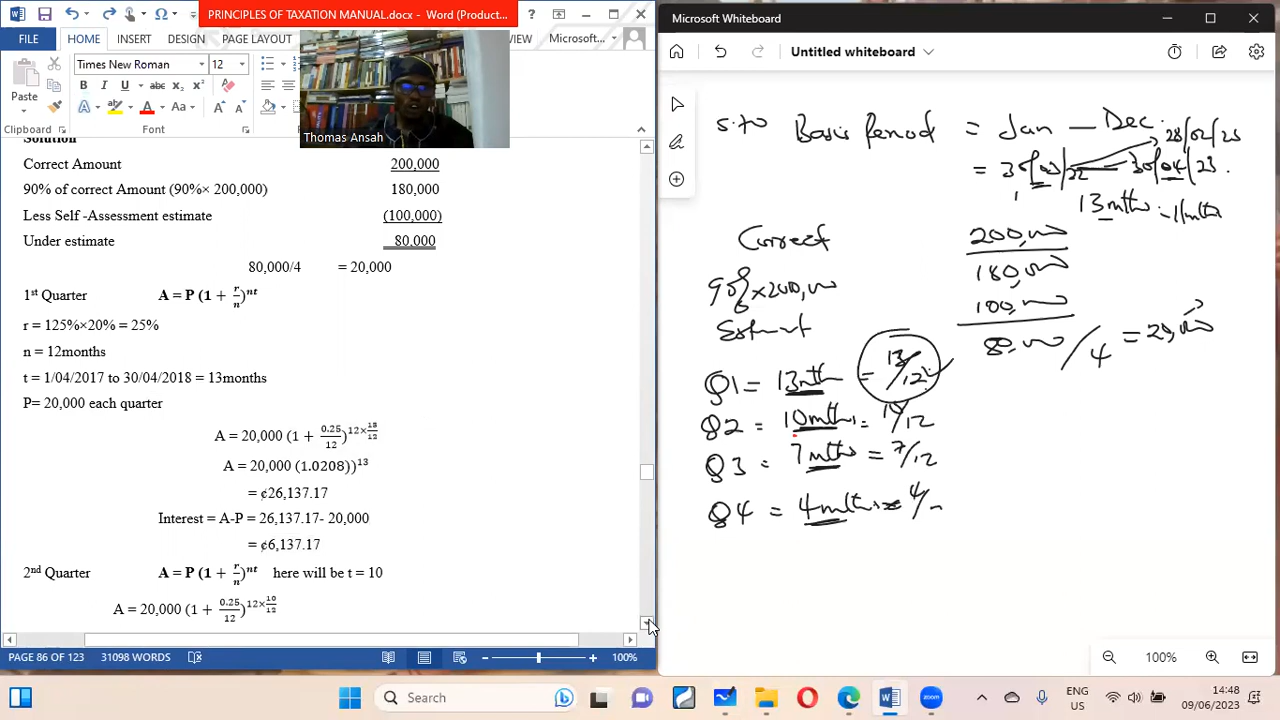 PRINCIPLES OF TAXATION MANUAL.docx - Word (Product...
FILE HOME INSERT DESIGN PAGE LAYOUT VIEW Microsoft...
Times New Roman 12
Paste
Clipboard Font
Thomas Ansah
Solution
Correct Amount 200,000
90% of correct Amount (90%× 200,000) 180,000
Less Self -Assessment estimate (100,000)
Under estimate 80,000
80,000/4 = 20,000
1st Quarter A = P (1 + r/n)^nt
r = 125%×20% = 25%
n = 12months
t = 1/04/2017 to 30/04/2018 = 13months
P= 20,000 each quarter
A = 20,000 (1 + 0.25/12)^12×13/12
A = 20,000 (1.0208))^13
= ¢26,137.17
Interest = A-P = 26,137.17- 20,000
= ¢6,137.17
2nd Quarter A = P (1 + r/n)^nt here will be t = 10
A = 20,000 (1 + 0.25/12)^12×10/12
PAGE 86 OF 123 31098 WORDS 100%
Microsoft Whiteboard
Untitled whiteboard
Basis Period = Jan — Dec
28/02/23
30/04/23
13mths
Correct 200,000
90% × 200,000 180,000
Estimat 100,000
80,000 / 4 = 20,000
Q1 = 13mth = 13/12
Q2 = 10mths = 10/12
Q3 = 7mths = 7/12
Q4 = 4mths = 4/
100%
Search
ENG
UK
14:48
09/06/2023